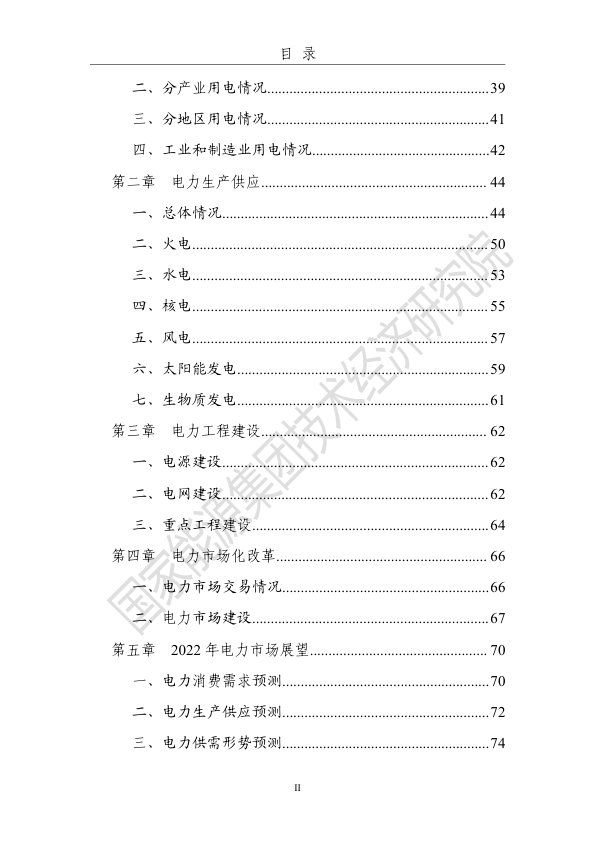 目 录
二、分产业用电情况........................................................39
三、分地区用电情况........................................................41
四、工业和制造业用电情况............................................42
第二章　电力生产供应........................................................ 44
一、总体情况....................................................................44
二、火电............................................................................50
三、水电............................................................................53
四、核电............................................................................55
五、风电............................................................................57
六、太阳能发电................................................................59
七、生物质发电................................................................61
第三章　电力工程建设........................................................ 62
一、电源建设....................................................................62
二、电网建设....................................................................62
三、重点工程建设............................................................64
第四章　电力市场化改革.................................................... 66
一、电力市场交易情况....................................................66
二、电力市场建设............................................................67
第五章　2022 年电力市场展望............................................ 70
一、电力消费需求预测....................................................70
二、电力生产供应预测....................................................72
三、电力供需形势预测....................................................74
国家能源集团技术经济研究院
II